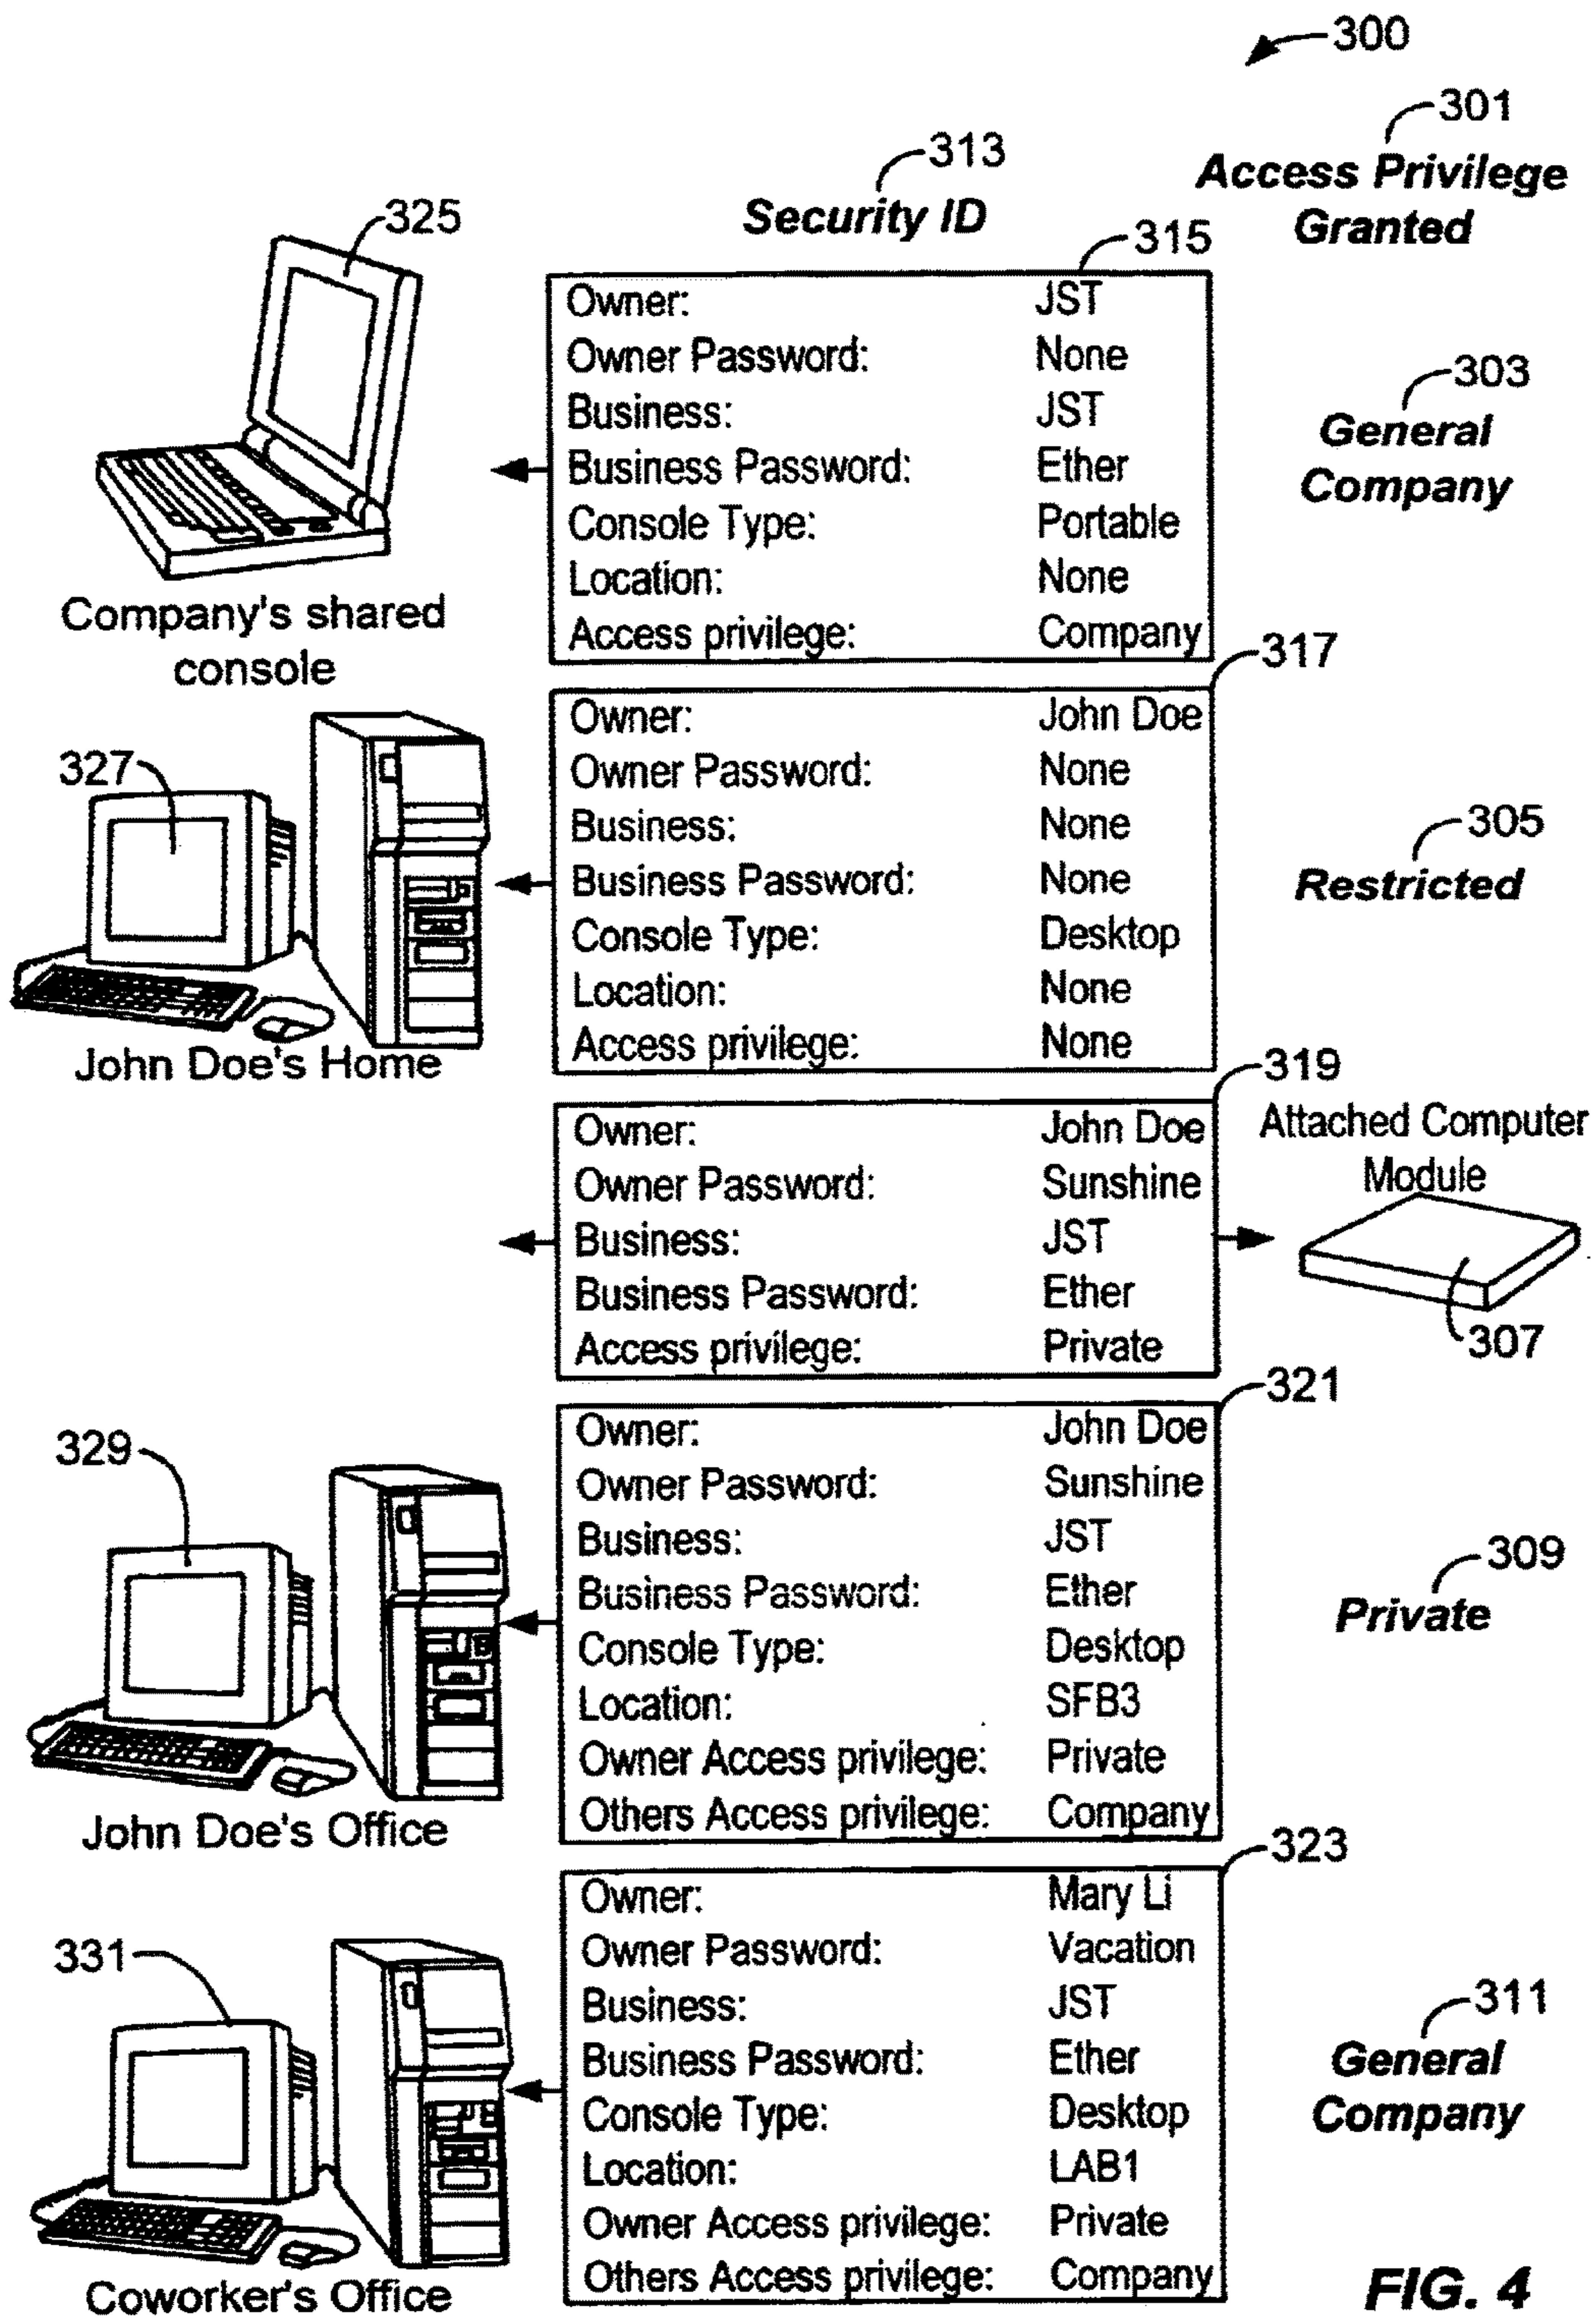 300
301
Access Privilege
Granted
313
Security ID
325
315
Owner: JST
Owner Password: None
Business: JST
Business Password: Ether
Console Type: Portable
Location: None
Access privilege: Company
303
General
Company
Company's shared
console
317
Owner: John Doe
Owner Password: None
Business: None
Business Password: None
Console Type: Desktop
Location: None
Access privilege: None
327
305
Restricted
John Doe's Home
319
Owner: John Doe
Owner Password: Sunshine
Business: JST
Business Password: Ether
Access privilege: Private
Attached Computer
Module
307
321
Owner: John Doe
Owner Password: Sunshine
Business: JST
Business Password: Ether
Console Type: Desktop
Location: SFB3
Owner Access privilege: Private
Others Access privilege: Company
329
309
Private
John Doe's Office
323
Owner: Mary Li
Owner Password: Vacation
Business: JST
Business Password: Ether
Console Type: Desktop
Location: LAB1
Owner Access privilege: Private
Others Access privilege: Company
331
311
General
Company
Coworker's Office
FIG. 4